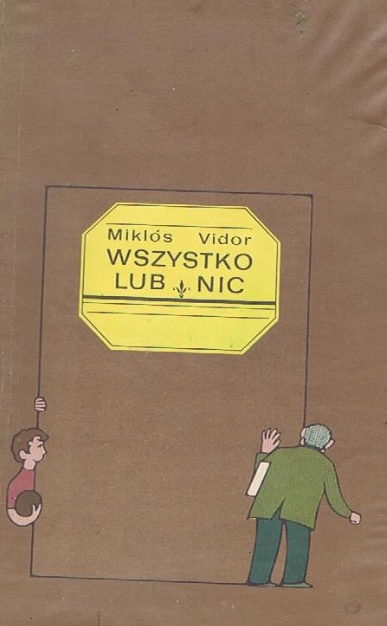 Miklós Vidor
WSZYSTKO
LUB NIC